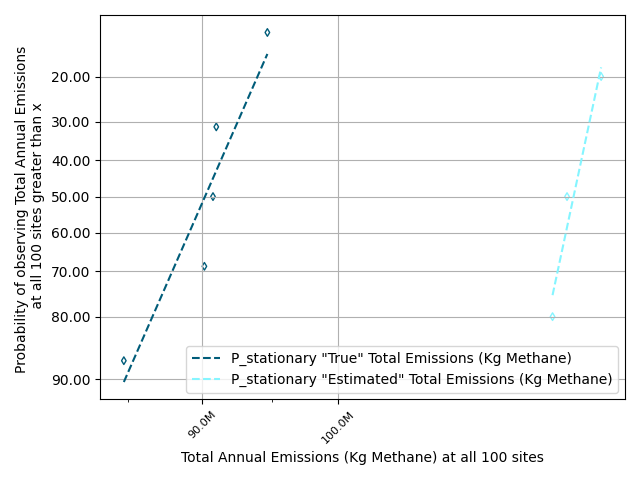 Probability of observing Total Annual Emissions
at all 100 sites greater than x
20.00
30.00
40.00
50.00
60.00
70.00
80.00
90.00
P_stationary "True" Total Emissions (Kg Methane)
P_stationary "Estimated" Total Emissions (Kg Methane)
90.0M
100.0M
Total Annual Emissions (Kg Methane) at all 100 sites